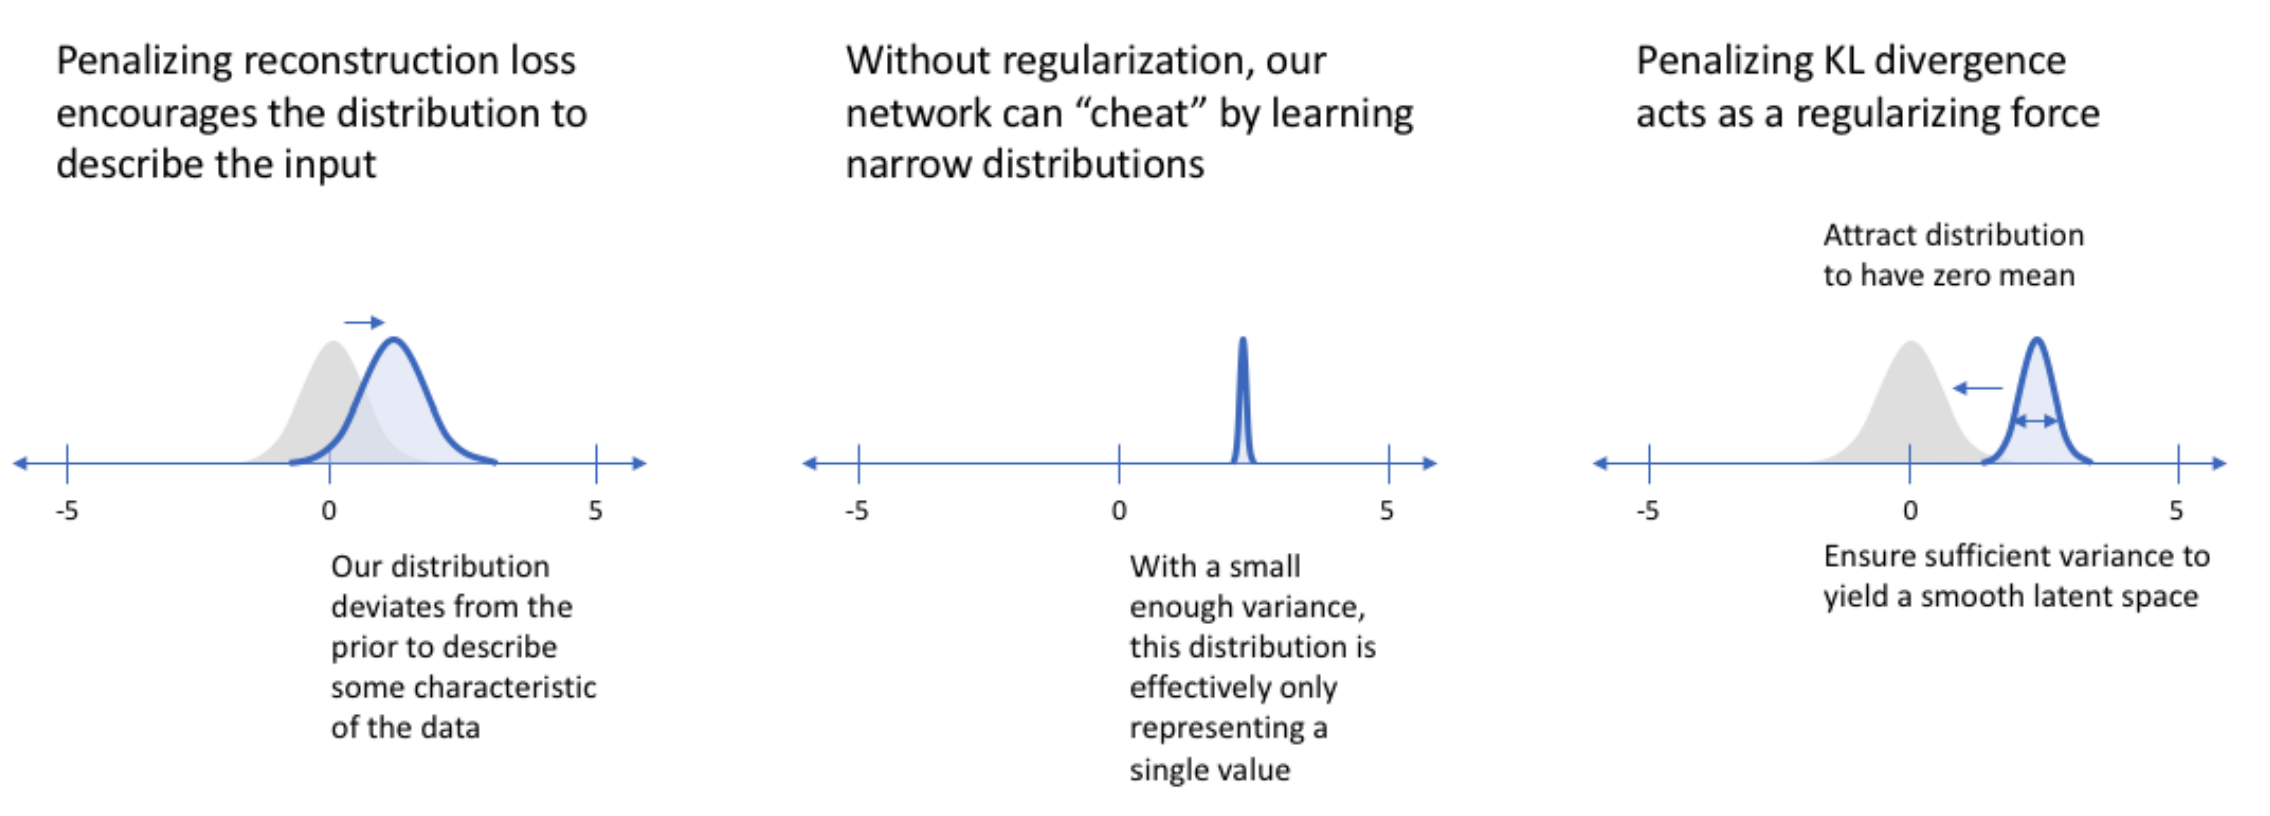 Penalizing reconstruction loss
encourages the distribution to
describe the input
-5
0
5
Our distribution
deviates from the
prior to describe
some characteristic
of the data
Without regularization, our
network can “cheat” by learning
narrow distributions
-5
0
5
With a small
enough variance,
this distribution is
effectively only
representing a
single value
Penalizing KL divergence
acts as a regularizing force
Attract distribution
to have zero mean
-5
0
5
Ensure sufficient variance to
yield a smooth latent space